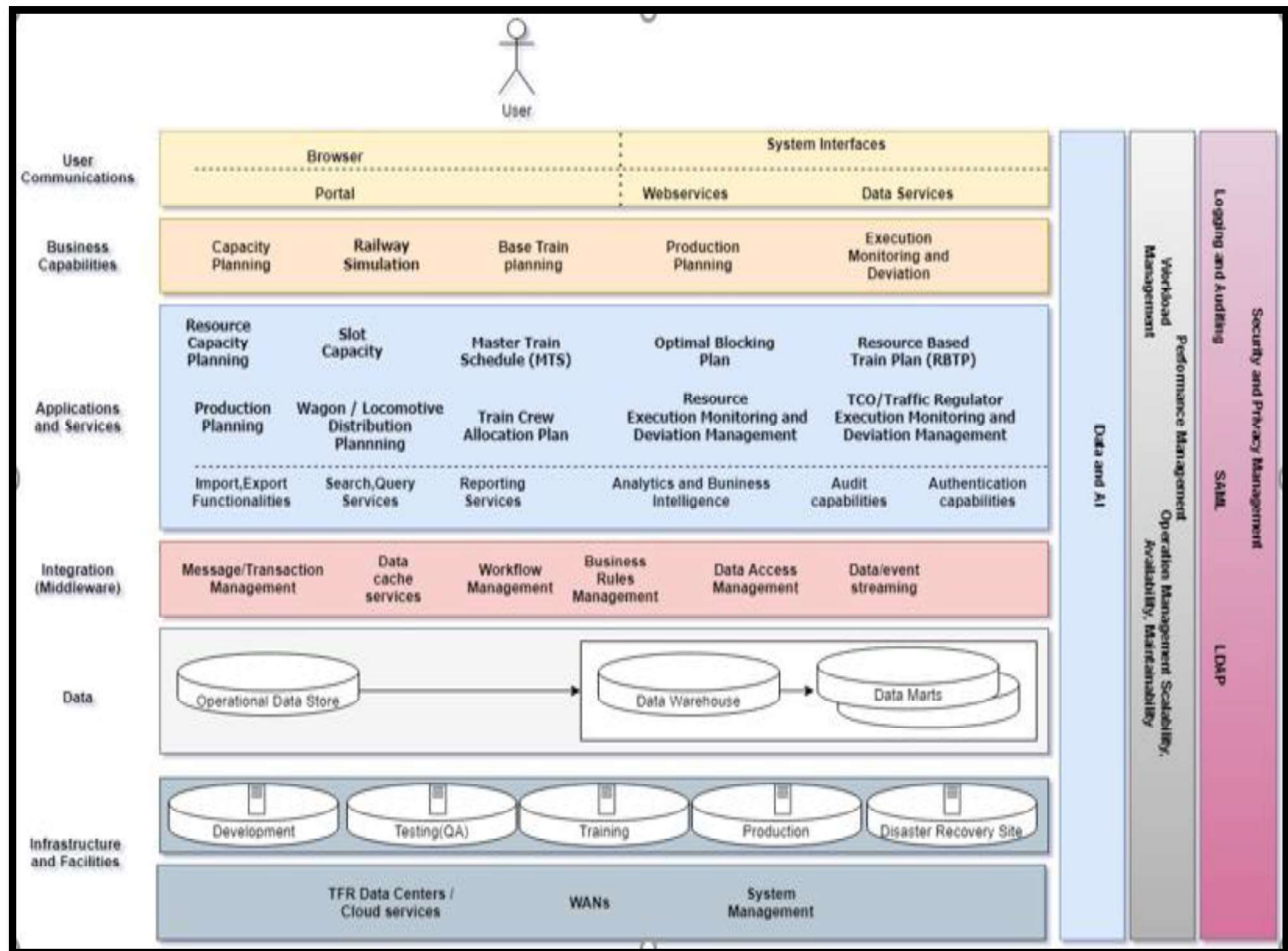 User
User
Communications
Browser
System Interfaces
Portal
Webservices
Data Services
Business
Capabilities
Capacity
Planning
Railway
Simulation
Base Train
planning
Production
Planning
Execution
Monitoring and
Deviation
Applications
and Services
Resource
Capacity
Planning
Slot
Capacity
Master Train
Schedule (MTS)
Optimal Blocking
Plan
Resource Based
Train Plan (RBTP)
Production
Planning
Wagon / Locomotive
Distribution
Plannning
Train Crew
Allocation Plan
Resource
Execution Monitoring and
Deviation Management
TCO/Traffic Regulator
Execution Monitoring and
Deviation Management
Import,Export
Functionalities
Search,Query
Services
Reporting
Services
Analytics and Business
Intelligence
Audit
capabilities
Authentication
capabilities
Integration
(Middleware)
Message/Transaction
Management
Data
cache
services
Workflow
Management
Business
Rules
Management
Data Access
Management
Data/event
streaming
Data
Operational Data Store
Data Warehouse
Data Marts
Infrastructure
and Facilities
Development
Testing(QA)
Training
Production
Disaster Recovery Site
TFR Data Centers /
Cloud services
WANs
System
Management
Data and AI
Workload
Management
Performance Management
Operation Management Scalability,
Availability, Maintainability
Logging and Auditing
SAML
LDAP
Security and Privacy Management